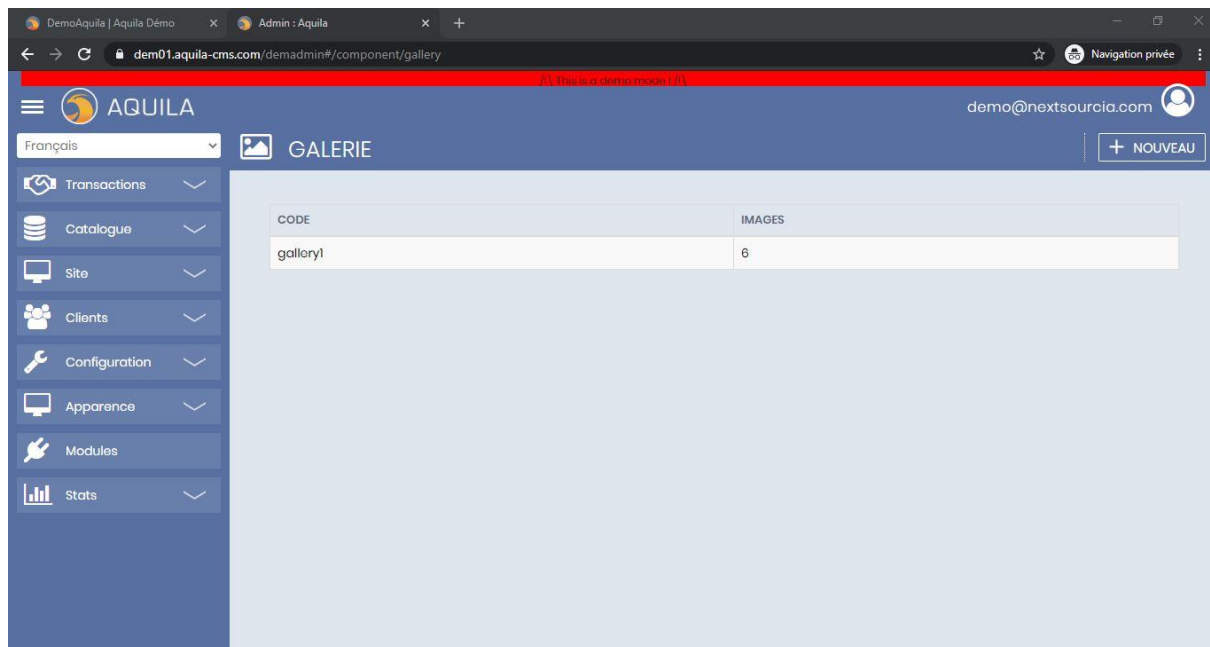 DemoAquila | Aquila Démo
Admin : Aquila
dem01.aquila-cms.com/demadmin#/component/gallery
Navigation privée
/!\ This is a demo mode ! /!\
AQUILA
demo@nextsourcia.com
Français
GALERIE
+ NOUVEAU
Transactions
Catalogue
Site
Clients
Configuration
Apparence
Modules
Stats
CODE IMAGES
gallery1 6